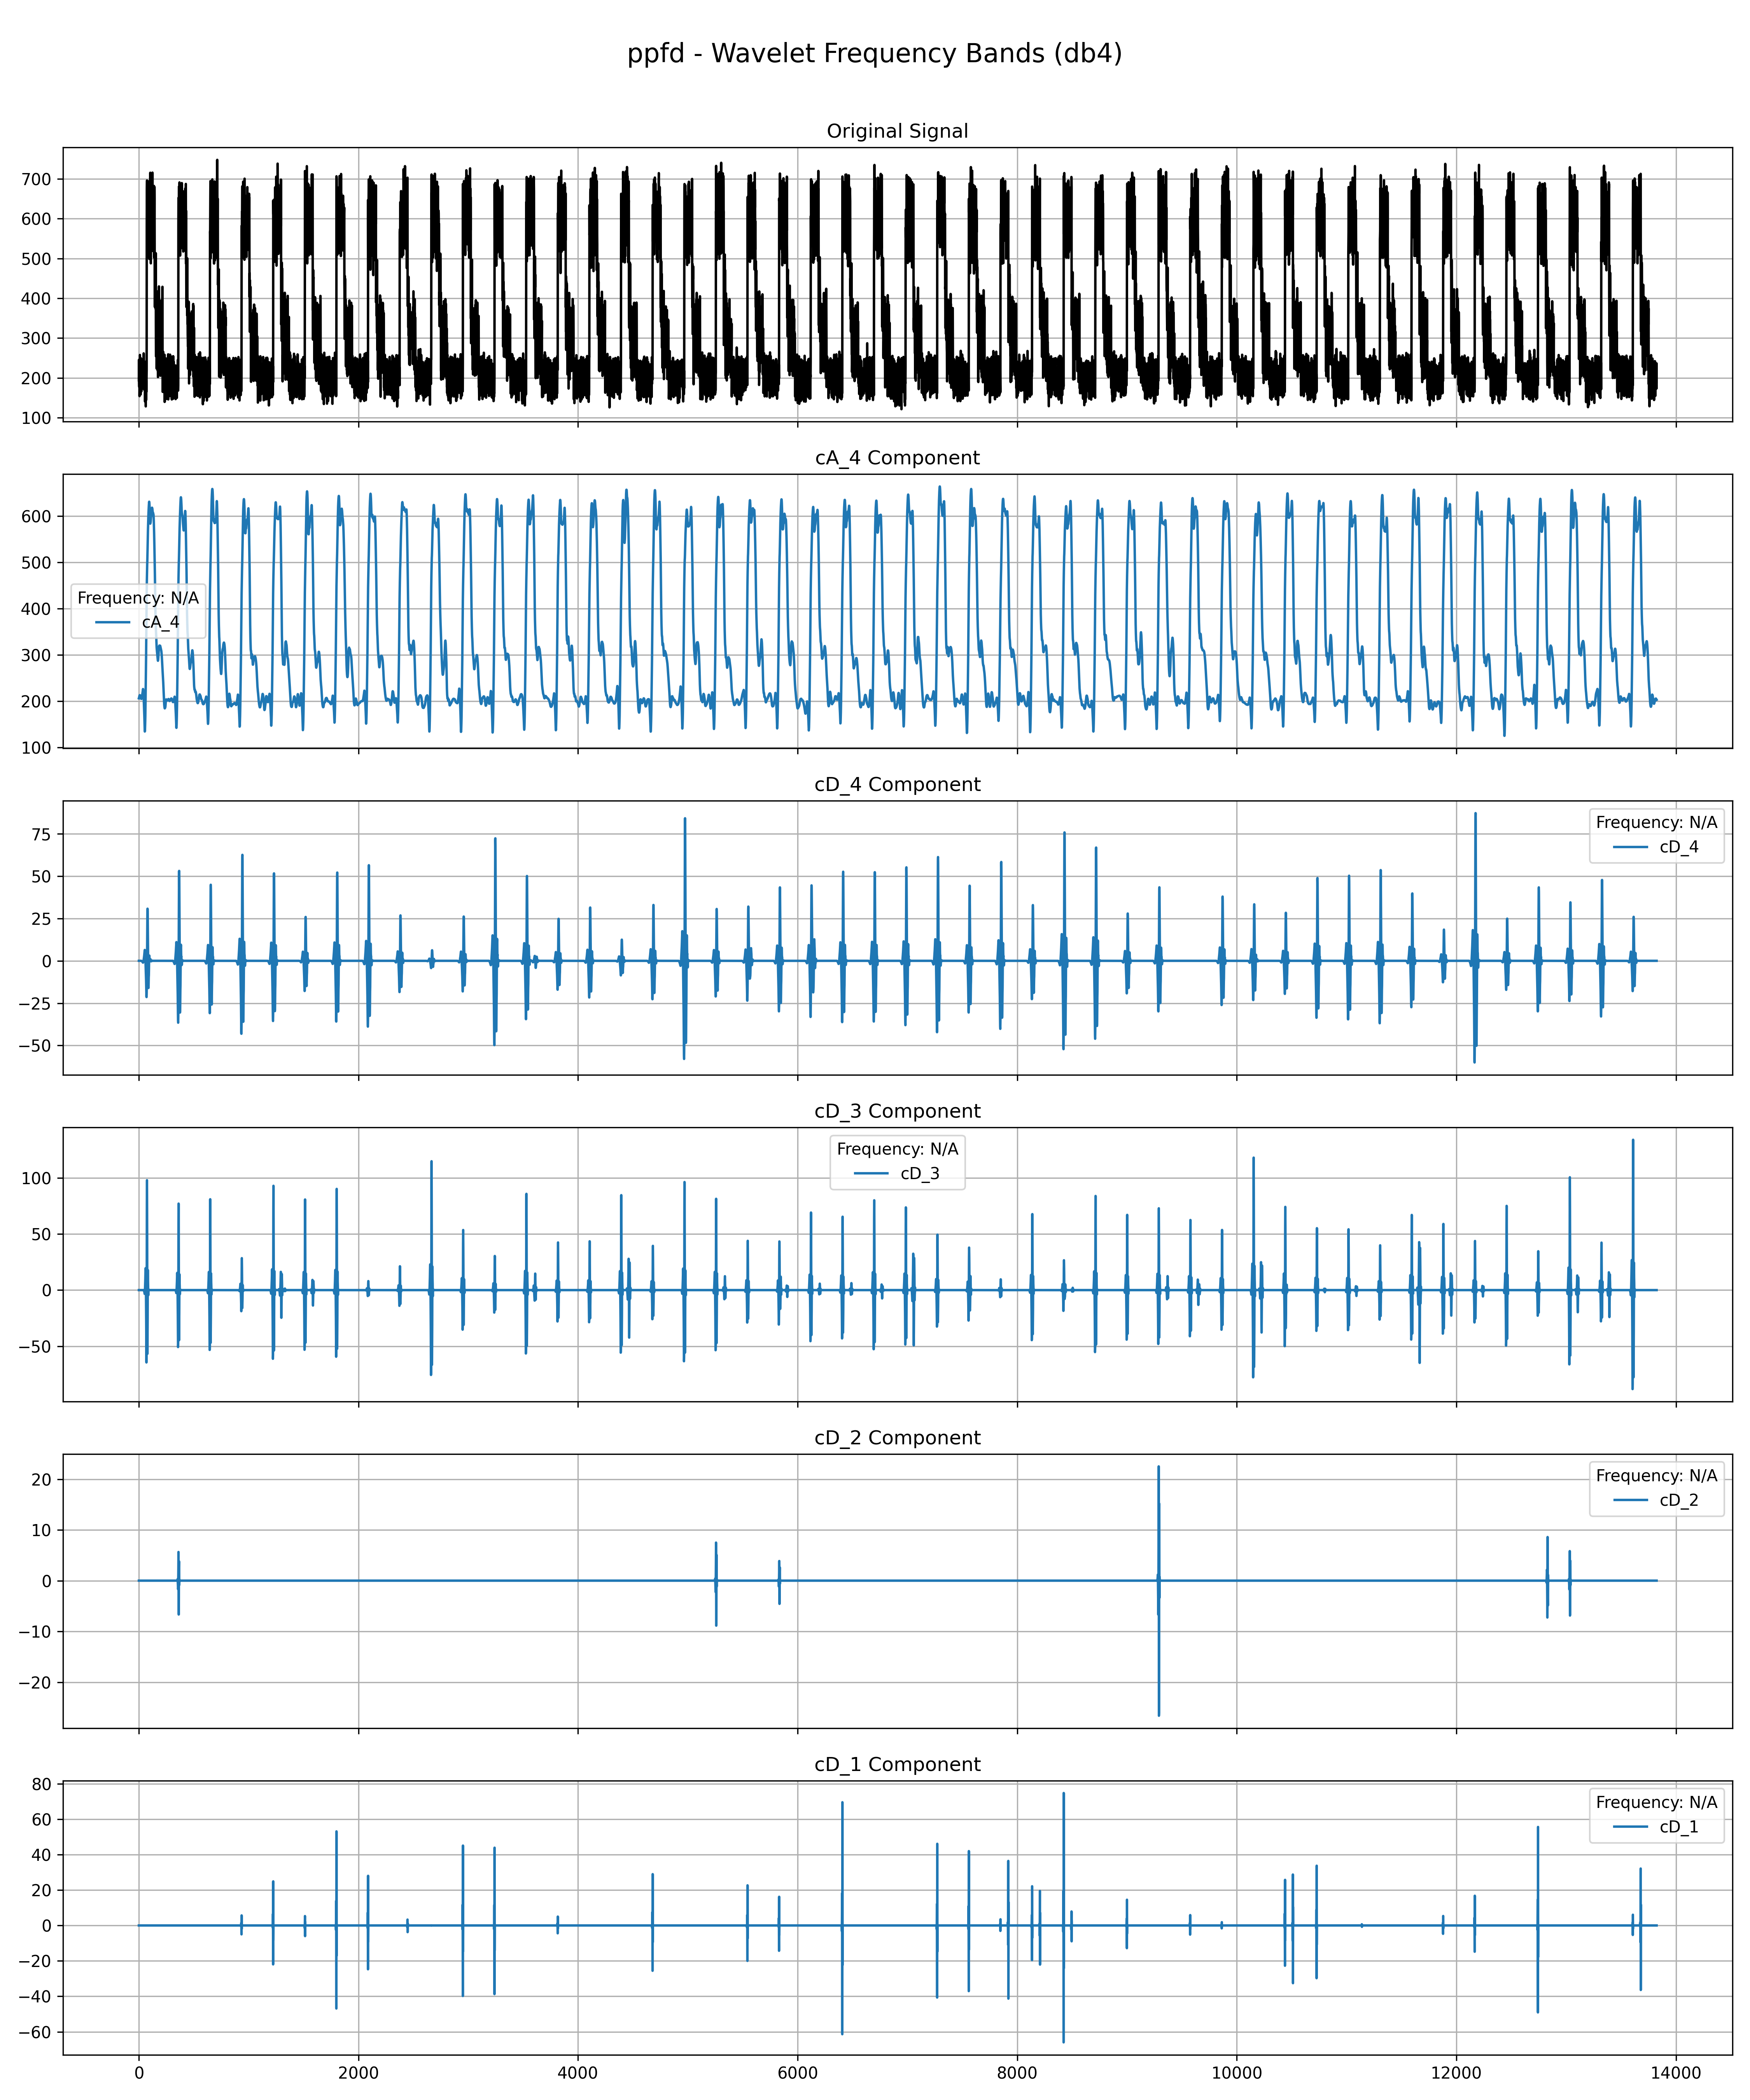 ppfd - Wavelet Frequency Bands (db4)
Original Signal
700
600
500
400
300
200
100
cA_4 Component
600
500
400
300
200
100
Frequency: N/A
cA_4
cD_4 Component
75
50
25
0
−25
−50
Frequency: N/A
cD_4
cD_3 Component
100
50
0
−50
Frequency: N/A
cD_3
cD_2 Component
20
10
0
−10
−20
Frequency: N/A
cD_2
cD_1 Component
80
60
40
20
0
−20
−40
−60
Frequency: N/A
cD_1
0 2000 4000 6000 8000 10000 12000 14000